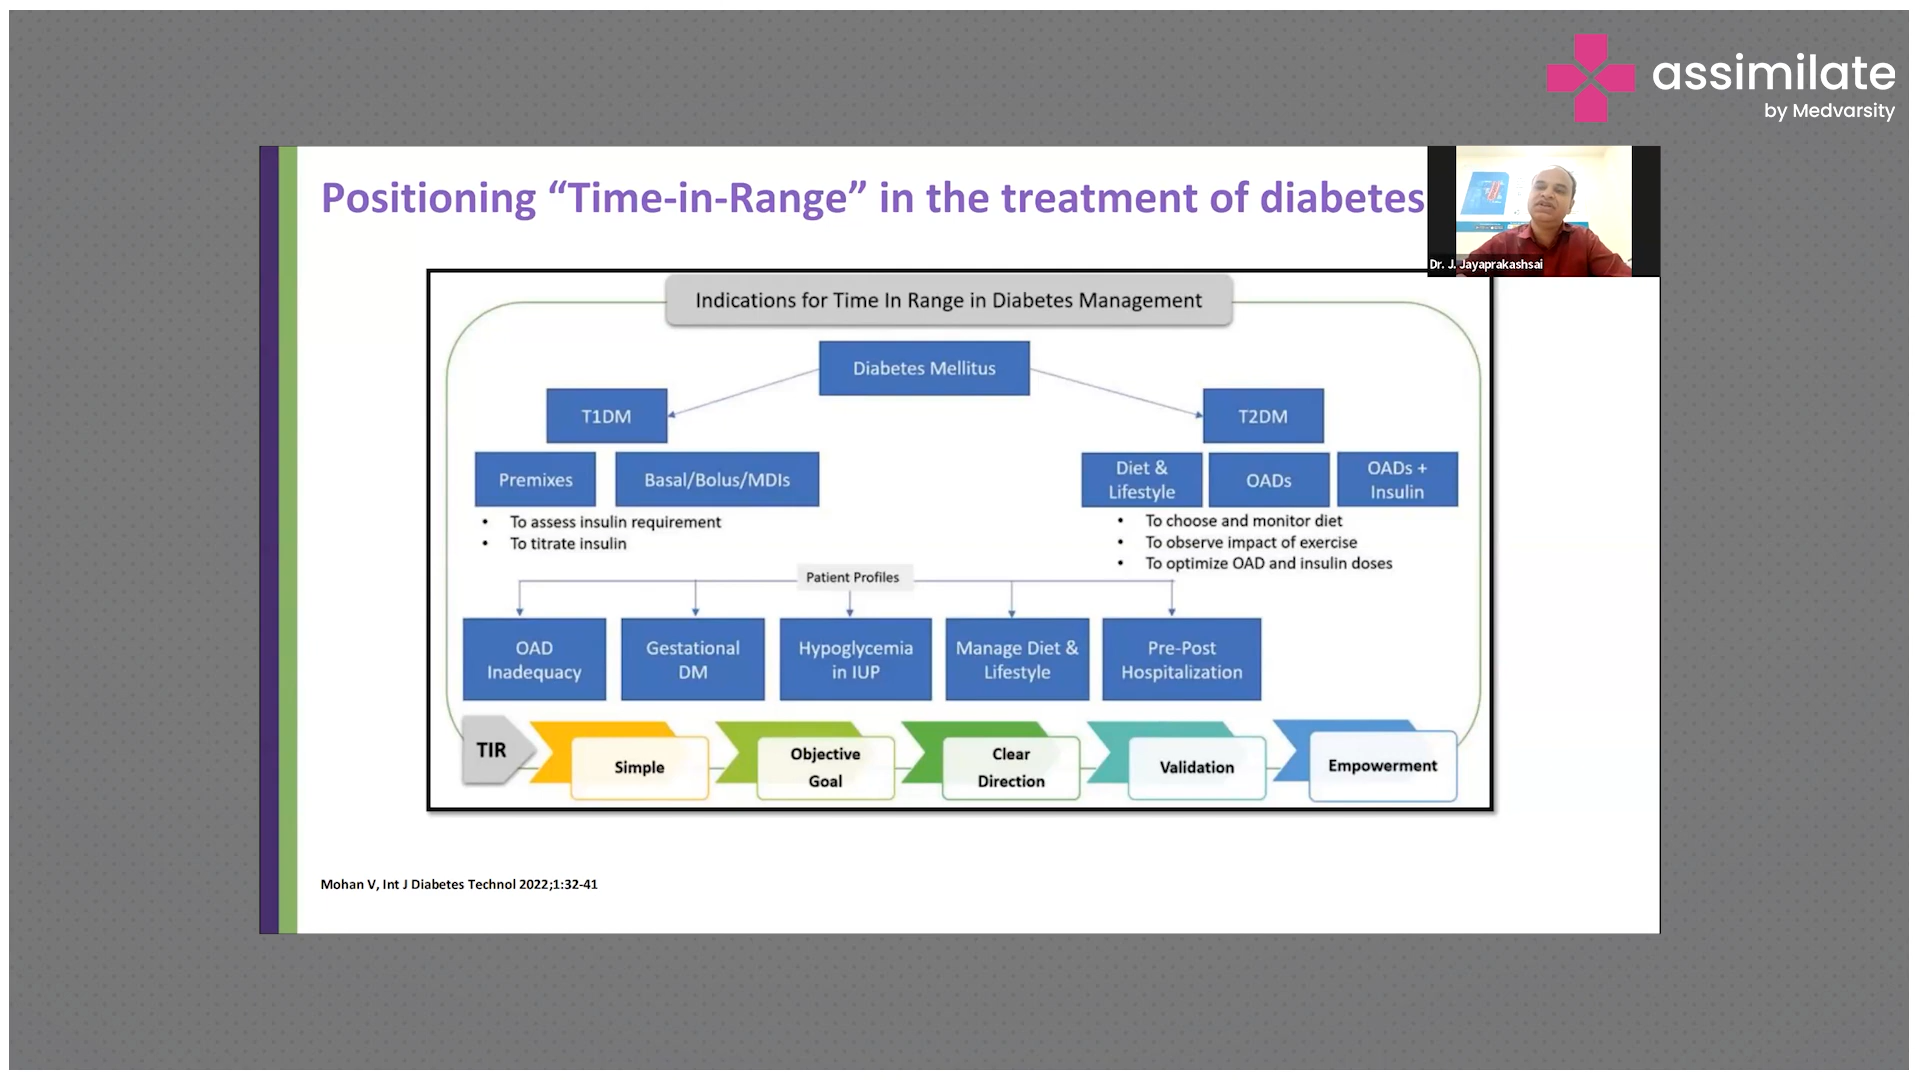 assimilate
by Medvarsity
Positioning “Time-in-Range” in the treatment of diabetes
Dr. J. Jayaprakashsai
Indications for Time In Range in Diabetes Management
Diabetes Mellitus
T1DM
T2DM
Premixes
Basal/Bolus/MDIs
Diet &
Lifestyle
OADs
OADs +
Insulin
• To assess insulin requirement
• To titrate insulin
• To choose and monitor diet
• To observe impact of exercise
• To optimize OAD and insulin doses
Patient Profiles
OAD
Inadequacy
Gestational
DM
Hypoglycemia
in IUP
Manage Diet &
Lifestyle
Pre-Post
Hospitalization
TIR
Simple
Objective
Goal
Clear
Direction
Validation
Empowerment
Mohan V, Int J Diabetes Technol 2022;1:32-41